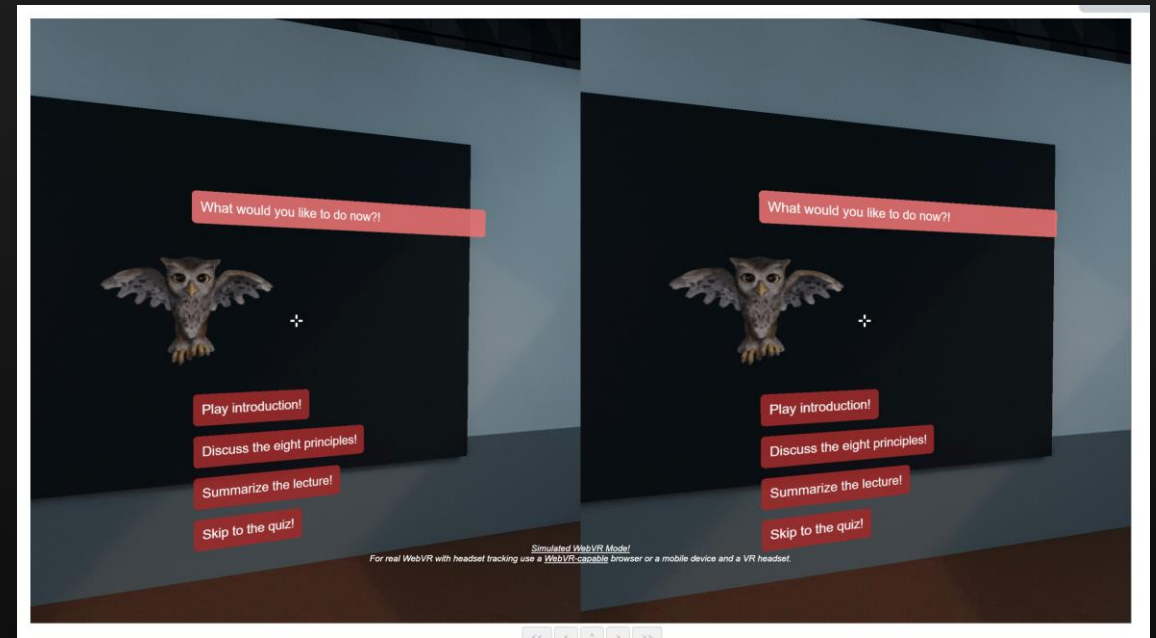 What would you like to do now?!
What would you like to do now?!
Play introduction!
Discuss the eight principles!
Summarize the lecture!
Skip to the quiz!
Play introduction!
Discuss the eight principles!
Summarize the lecture!
Skip to the quiz!
Simulated WebVR Mode!
For real WebVR with headset tracking use a WebVR-capable browser or a mobile device and a VR headset.